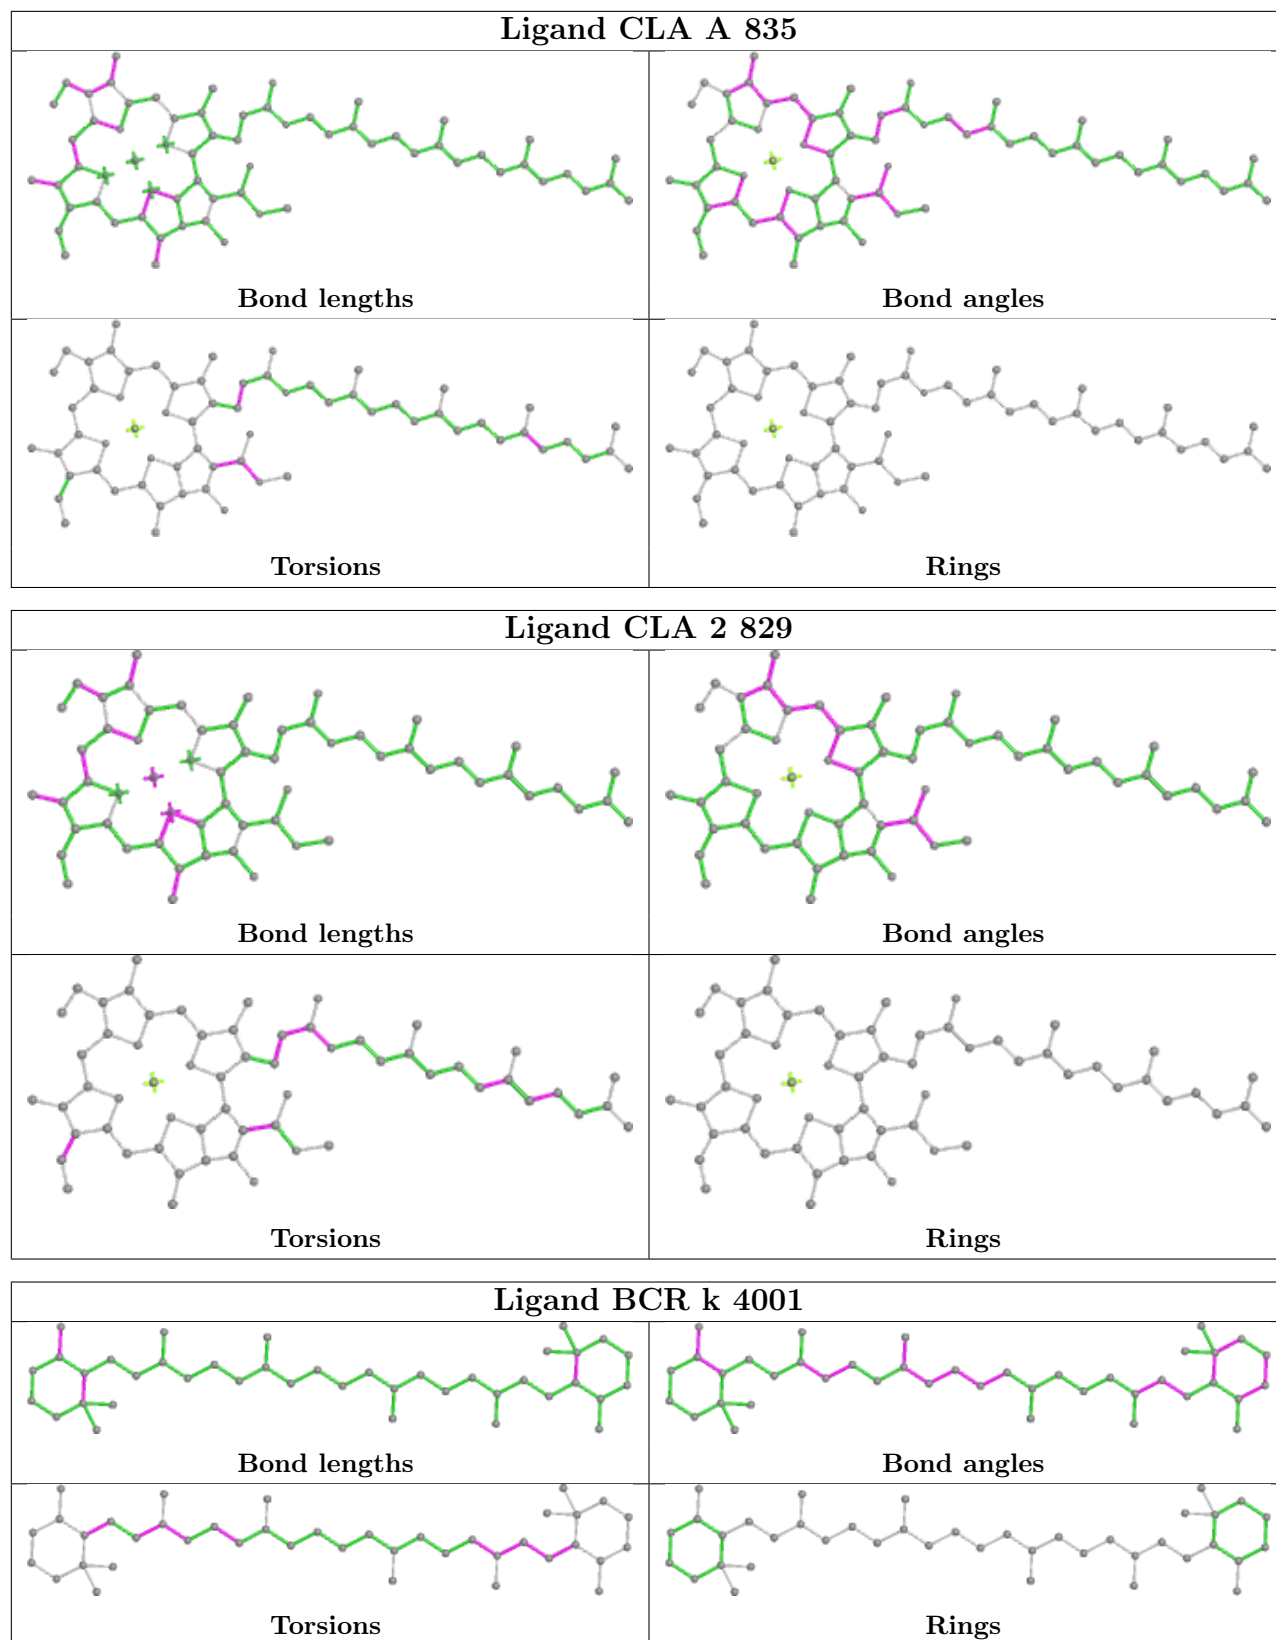 Ligand CLA A 835
Bond lengths
Bond angles
Torsions
Rings
Ligand CLA 2 829
Bond lengths
Bond angles
Torsions
Rings
Ligand BCR k 4001
Bond lengths
Bond angles
Torsions
Rings